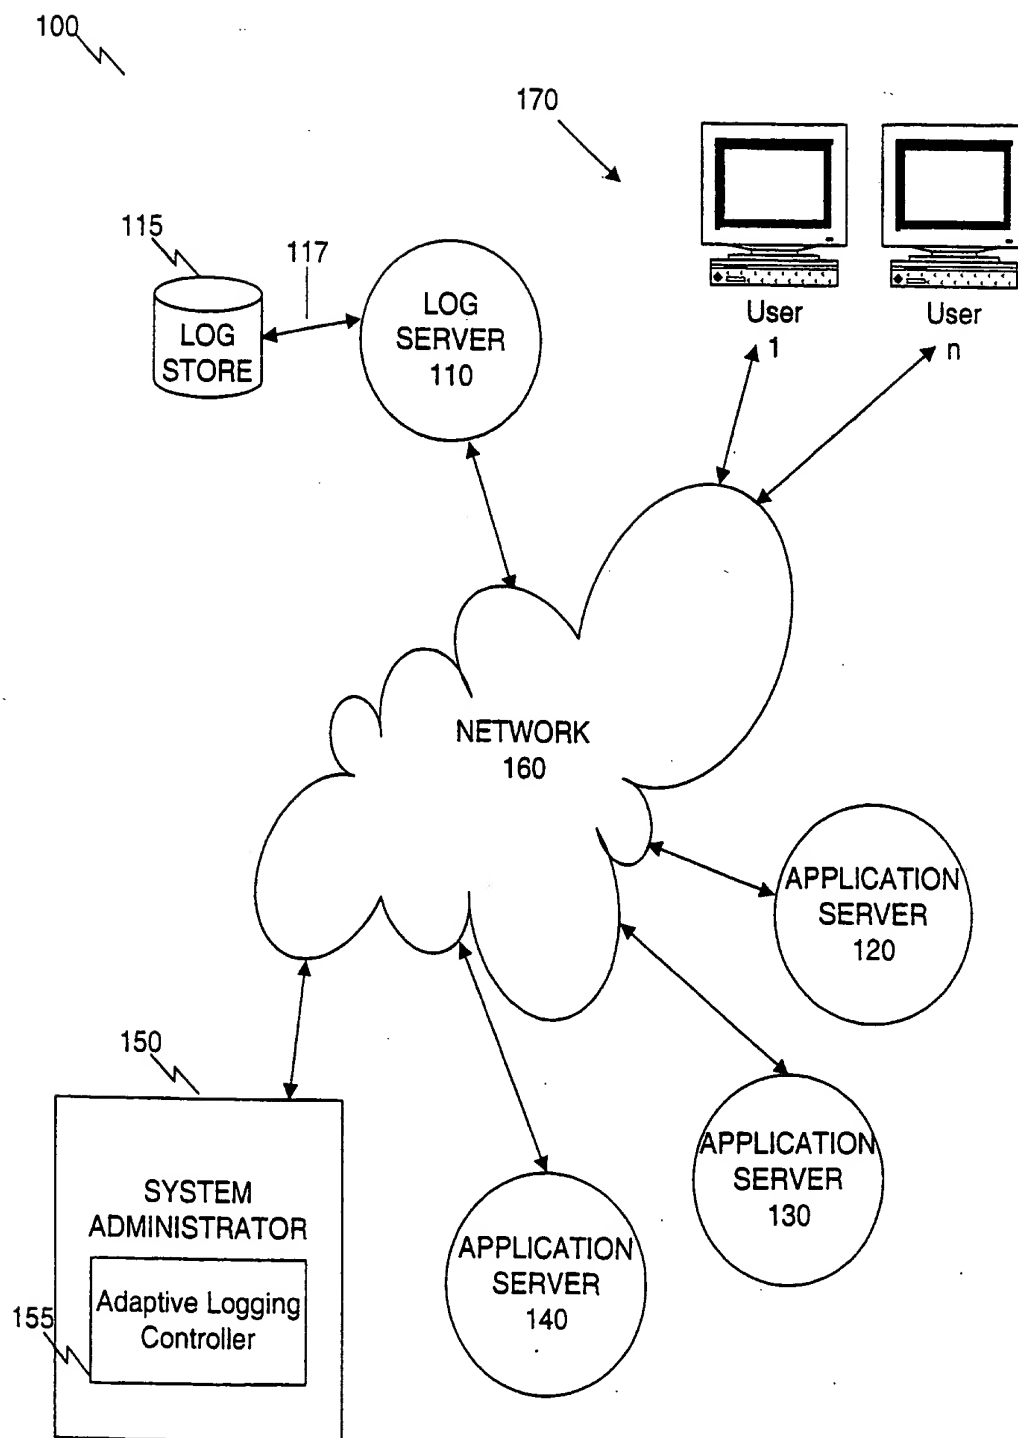 100
170
115
117
LOG
STORE
LOG
SERVER
110
User
1
User
n
NETWORK
160
APPLICATION
SERVER
120
150
APPLICATION
SERVER
130
SYSTEM
ADMINISTRATOR
APPLICATION
SERVER
140
155
Adaptive Logging
Controller